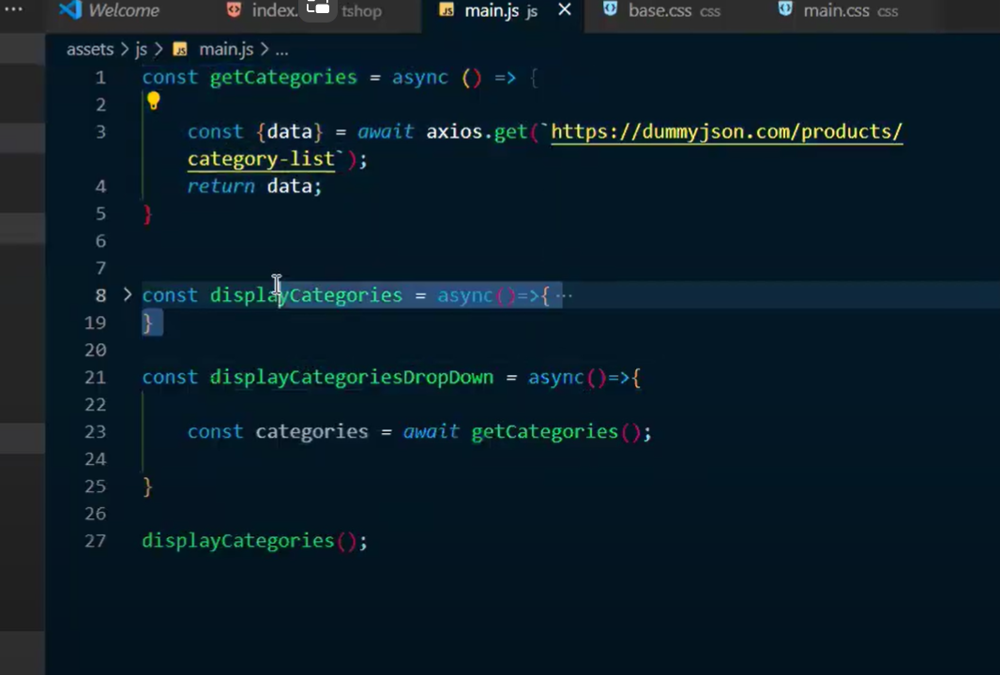 ··· Welcome index. tshop JS main.js js × base.css css main.css css
assets > js > JS main.js > ...
1 const getCategories = async () => {
2
3 const {data} = await axios.get(`https://dummyjson.com/products/
category-list`);
4 return data;
5 }
6
7
8 > const displayCategories = async()=>{ ···
19 }
20
21 const displayCategoriesDropDown = async()=>{
22
23 const categories = await getCategories();
24
25 }
26
27 displayCategories();